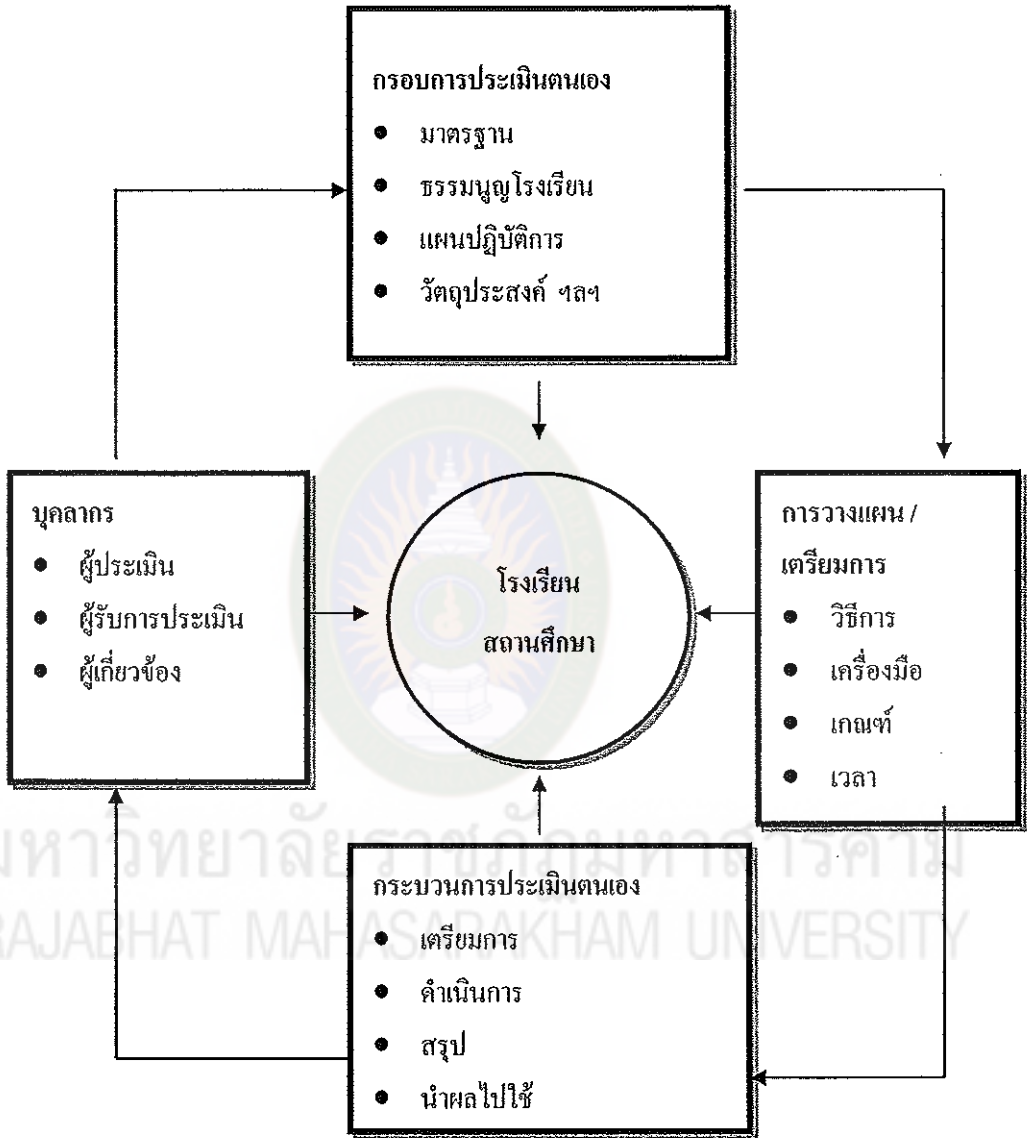 กรอบการประเมินตนเอง
● มาตรฐาน
● ธรรมนูญโรงเรียน
● แผนปฏิบัติการ
● วัตถุประสงค์ ฯลฯ
บุคลากร
● ผู้ประเมิน
● ผู้รับการประเมิน
● ผู้เกี่ยวข้อง
โรงเรียน
สถานศึกษา
การวางแผน /
เตรียมการ
● วิธีการ
● เครื่องมือ
● เกณฑ์
● เวลา
กระบวนการประเมินตนเอง
● เตรียมการ
● ดำเนินการ
● สรุป
● นำผลไปใช้
มหาวิทยาลัยราชภัฏมหาสารคาม
RAJABHAT MAHASARAKHAM UNIVERSITY